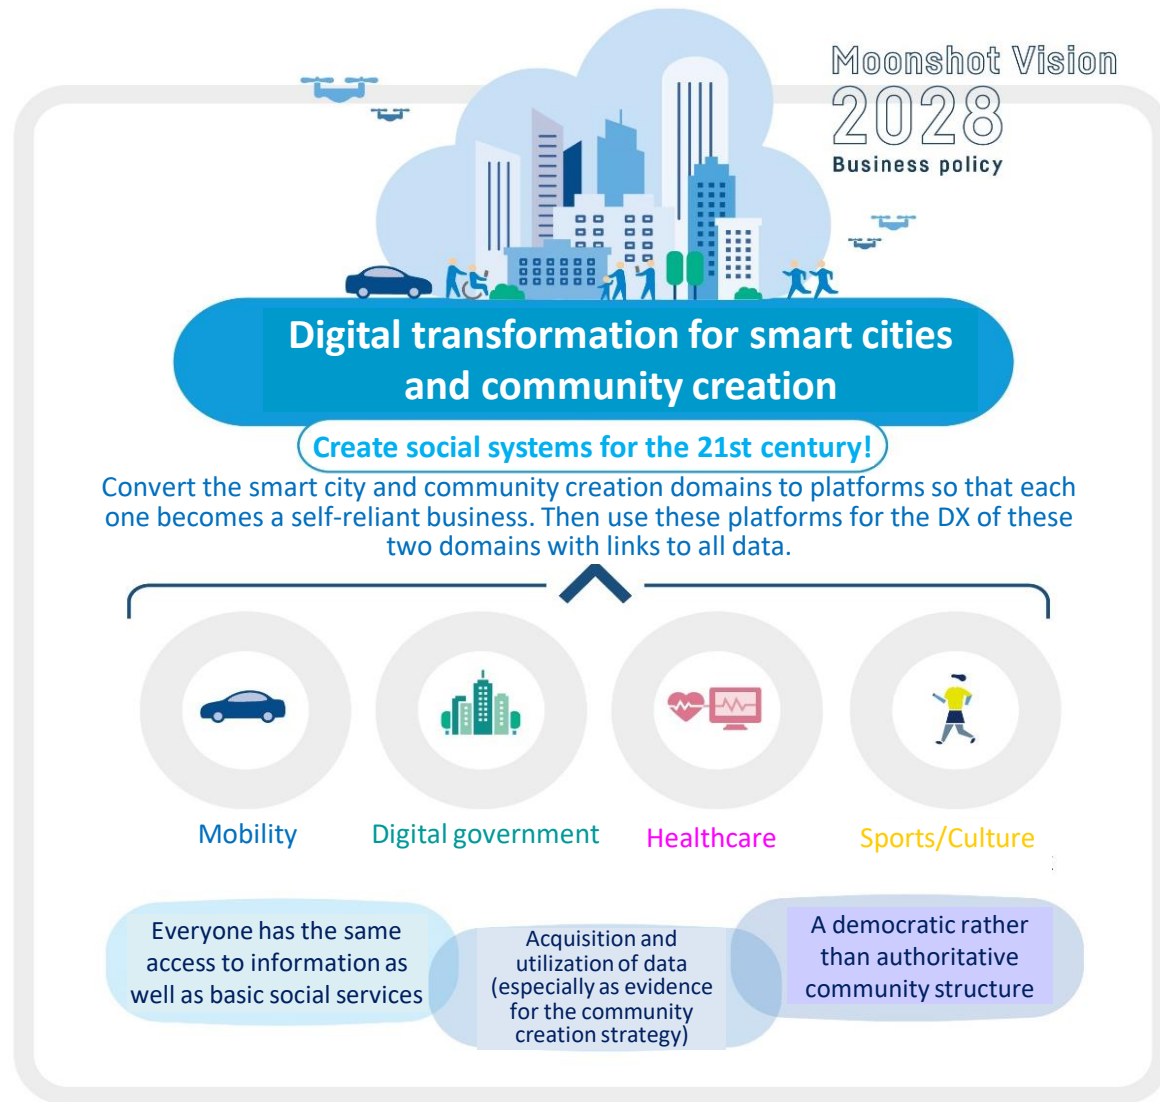 Moonshot Vision
2028
Business policy
Digital transformation for smart cities
and community creation
Create social systems for the 21st century!
Convert the smart city and community creation domains to platforms so that each
one becomes a self-reliant business. Then use these platforms for the DX of these
two domains with links to all data.
Mobility
Digital government
Healthcare
Sports/Culture
Everyone has the same
access to information as
well as basic social services
Acquisition and
utilization of data
(especially as evidence
for the community
creation strategy)
A democratic rather
than authoritative
community structure